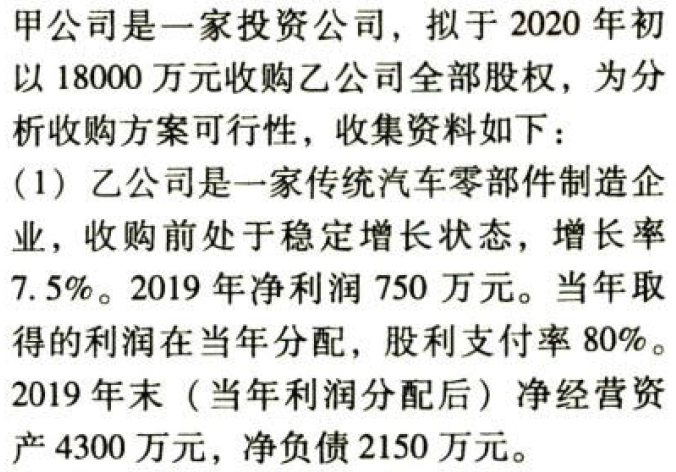 甲公司是一家投资公司，拟于 2020 年初
以 18000 万元收购乙公司全部股权，为分
析收购方案可行性，收集资料如下：
（1）乙公司是一家传统汽车零部件制造企
业，收购前处于稳定增长状态，增长率
7.5%。2019 年净利润 750 万元。当年取
得的利润在当年分配，股利支付率 80%。
2019 年末（当年利润分配后）净经营资
产 4300 万元，净负债 2150 万元。